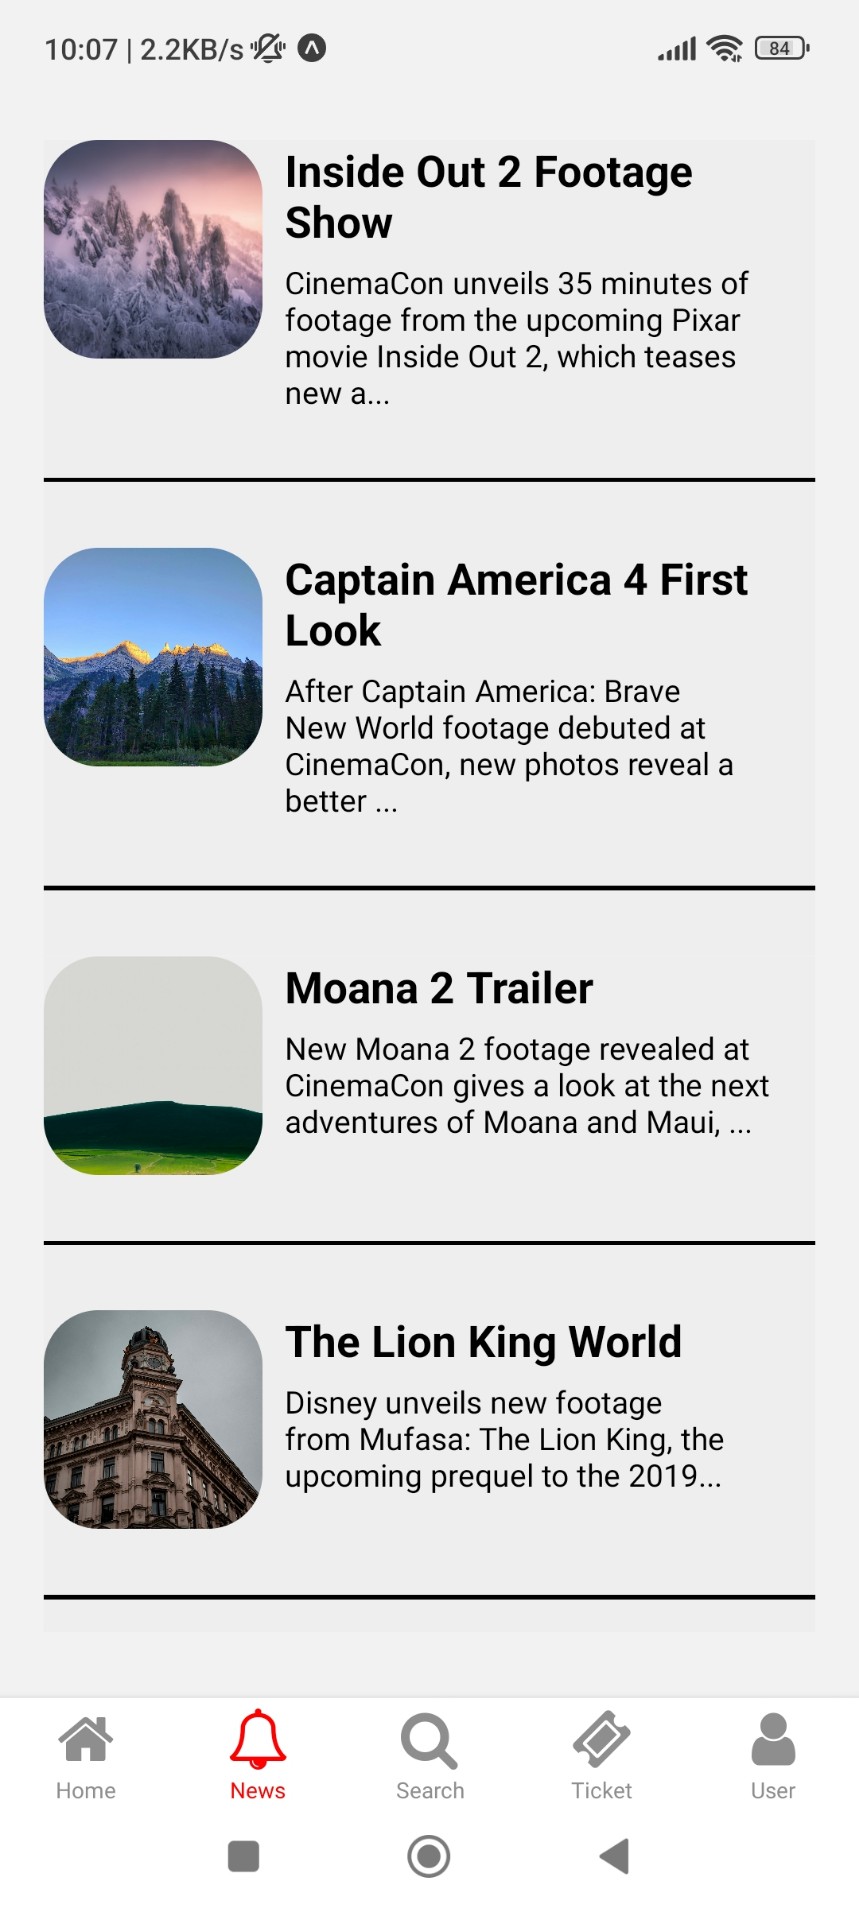 10:07 | 2.2KB/s
84
Inside Out 2 Footage
Show
CinemaCon unveils 35 minutes of
footage from the upcoming Pixar
movie Inside Out 2, which teases
new a...
Captain America 4 First
Look
After Captain America: Brave
New World footage debuted at
CinemaCon, new photos reveal a
better ...
Moana 2 Trailer
New Moana 2 footage revealed at
CinemaCon gives a look at the next
adventures of Moana and Maui, ...
The Lion King World
Disney unveils new footage
from Mufasa: The Lion King, the
upcoming prequel to the 2019...
Home
News
Search
Ticket
User